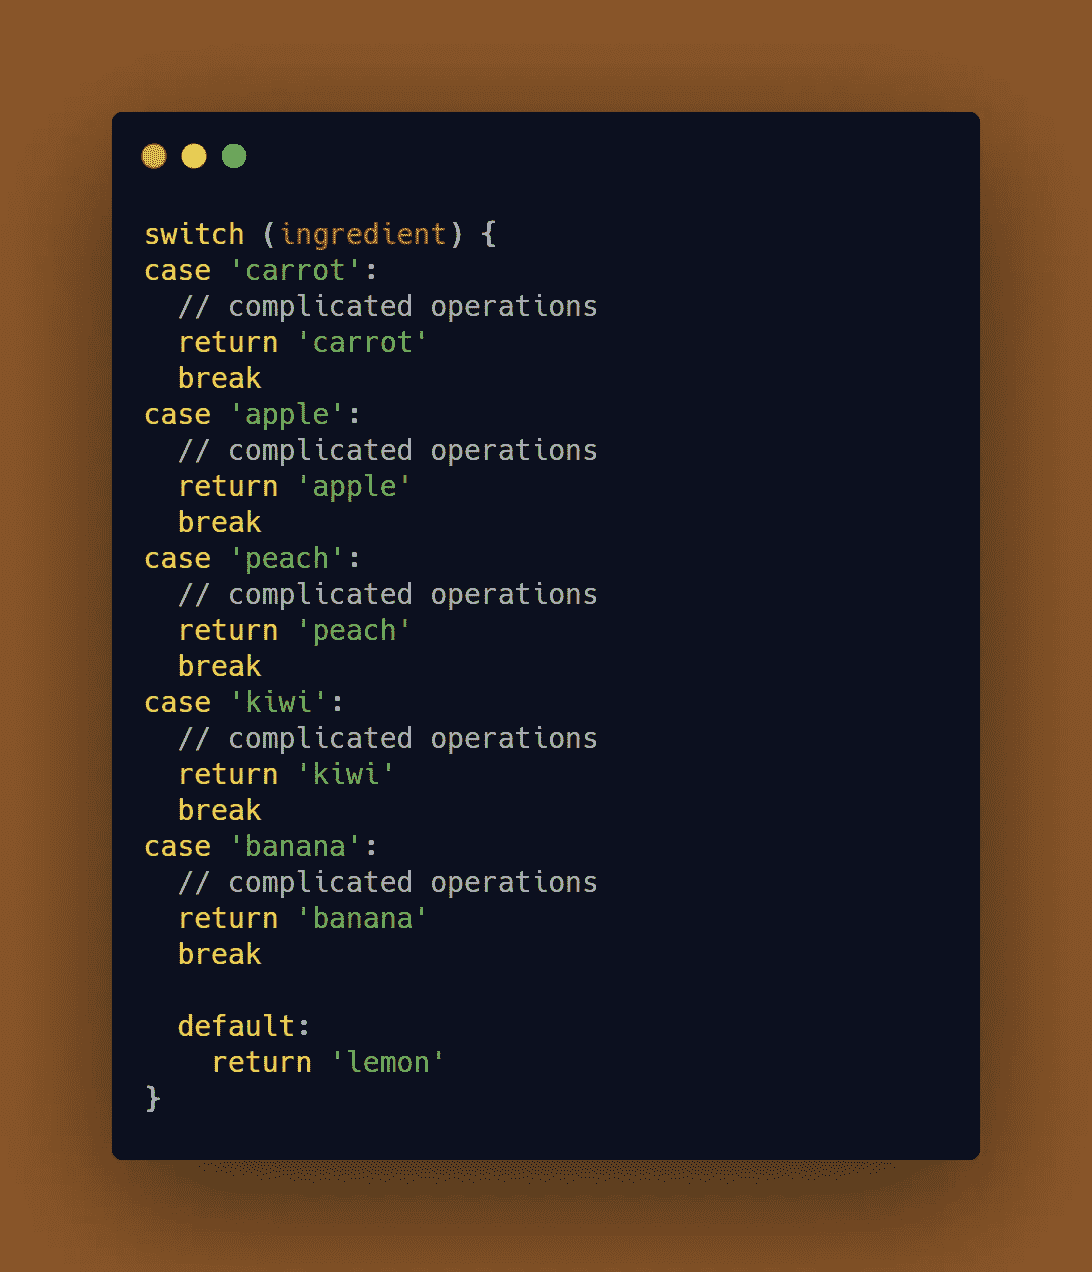 switch (ingredient) {
case 'carrot':
  // complicated operations
  return 'carrot'
  break
case 'apple':
  // complicated operations
  return 'apple'
  break
case 'peach':
  // complicated operations
  return 'peach'
  break
case 'kiwi':
  // complicated operations
  return 'kiwi'
  break
case 'banana':
  // complicated operations
  return 'banana'
  break

  default:
    return 'lemon'
}